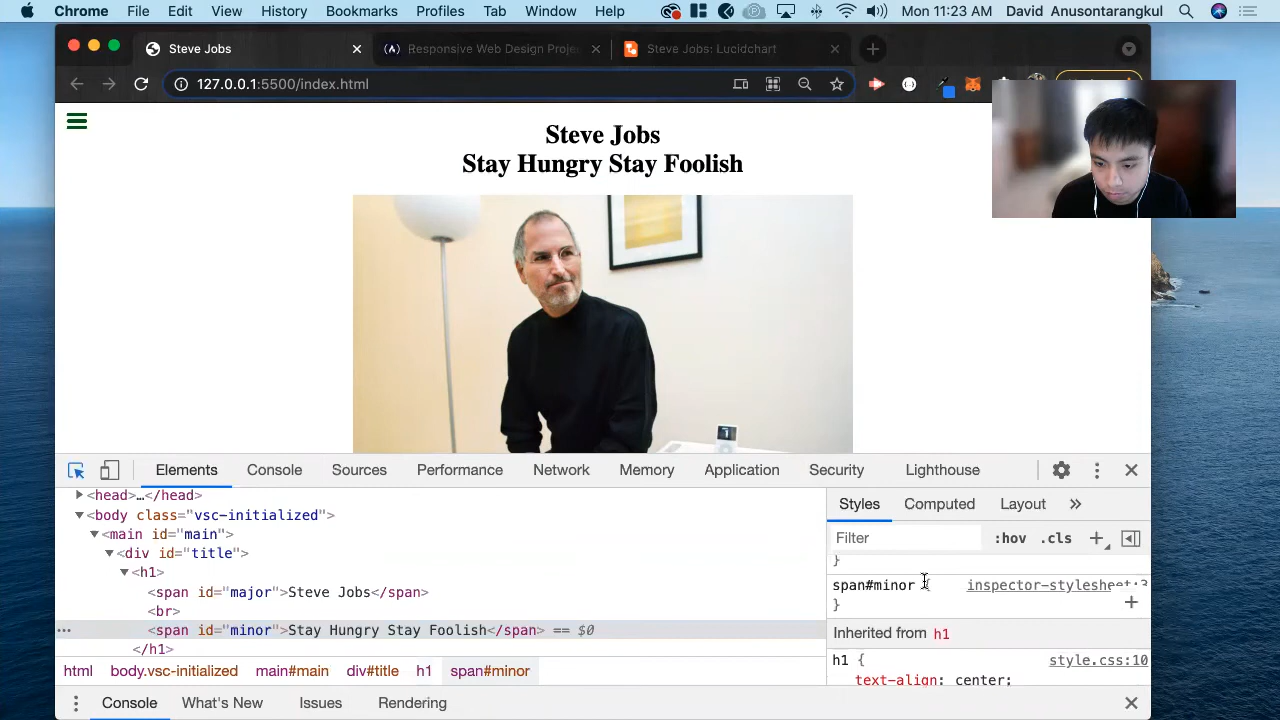 Chrome File Edit View History Bookmarks Profiles Tab Window Help Mon 11:23 AM David Anusontarangkul
Steve Jobs Responsive Web Design Proje Steve Jobs: Lucidchart
127.0.0.1:5500/index.html
Steve Jobs
Stay Hungry Stay Foolish
Elements Console Sources Performance Network Memory Application Security Lighthouse
<head>…</head>
<body class="vsc-initialized">
<main id="main">
<div id="title">
<h1>
<span id="major">Steve Jobs</span>
<br>
<span id="minor">Stay Hungry Stay Foolish</span> == $0
</h1>
html body.vsc-initialized main#main div#title h1 span#minor
Styles Computed Layout
Filter :hov .cls
}
span#minor { inspector-stylesheet:3
}
Inherited from h1
h1 { style.css:10
text-align: center;
Console What's New Issues Rendering